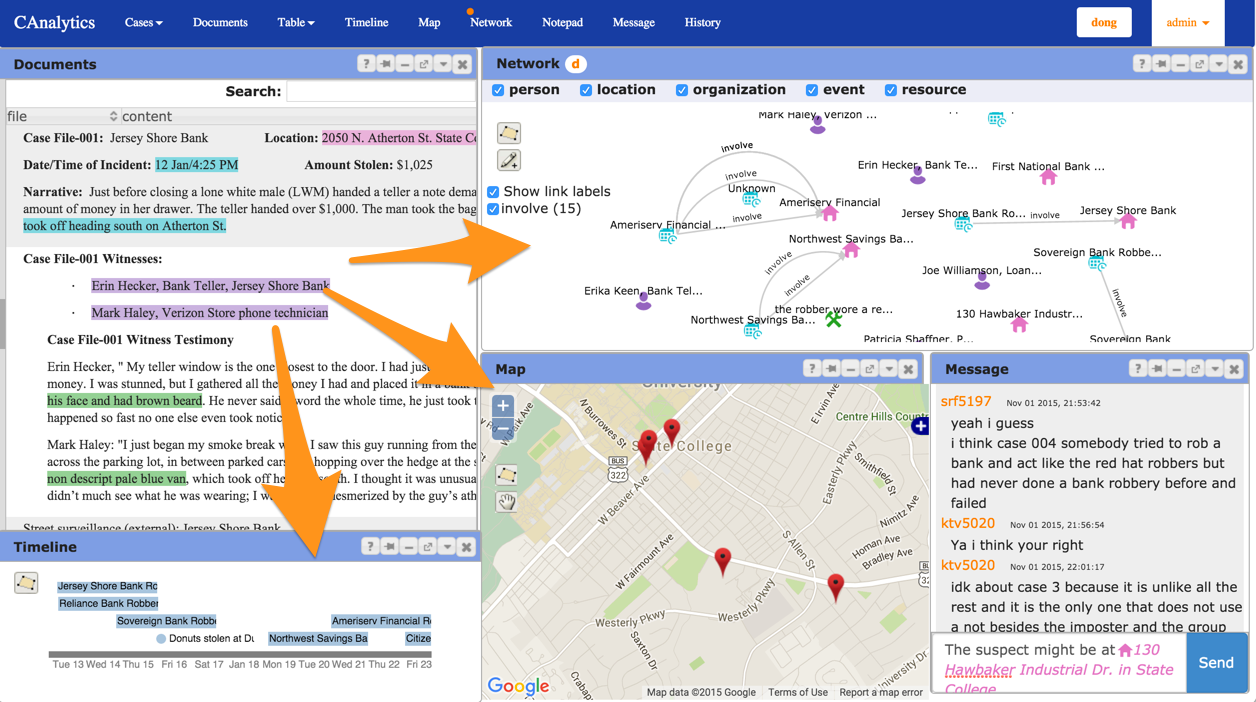 CAnalytics Cases Documents Table Timeline Map Network Notepad Message History dong admin
Documents
Search:
file content
Case File-001: Jersey Shore Bank Location: 2050 N. Atherton St. State Co
Date/Time of Incident: 12 Jan/4:25 PM Amount Stolen: $1,025
Narrative: Just before closing a lone white male (LWM) handed a teller a note dema
amount of money in her drawer. The teller handed over $1,000. The man took the bag
took off heading south on Atherton St.
Case File-001 Witnesses:
· Erin Hecker, Bank Teller, Jersey Shore Bank
· Mark Haley, Verizon Store phone technician
Case File-001 Witness Testimony
Erin Hecker, " My teller window is the one closest to the door. I had jus
money. I was stunned, but I gathered all the money I had and placed it in a
his face and had brown beard. He never said word the whole time, he just took t
happened so fast no one else even took notic
Mark Haley: "I just began my smoke break I saw this guy running from the
across the parking lot, in between parked cars hopping over the hedge at the s
non descript pale blue van, which took off he I thought it was unusua
didn't much see what he was wearing; I w mesmerized by the guy's ath
Street surveillance (external): Jersey Shore Bank
Timeline
Jersey Shore Bank Ro
Reliance Bank Robber
Sovereign Bank Robbe Ameriserv Financial R
Donuts stolen at Du Northwest Savings Ba Citize
Tue 13 Wed 14 Thu 15 Fri 16 Sat 17 Jan 18 Mon 19 Tue 20 Wed 21 Thu 22 Fri 23
Network d
person location organization event resource
Show link labels
involve (15)
Mark Haley, Verizon ...
involve
Erin Hecker, Bank Te...
First National Bank ...
involve
Unknown
Ameriserv Financial
Jersey Shore Bank Ro... involve Jersey Shore Bank
Ameriserv Financial ... involve
Northwest Savings Ba...
Sovereign Bank Robbe...
involve
Joe Williamson, Loan...
involve
Erika Keen, Bank Tel...
involve
the robber wore a re...
130 Hawbaker Industr...
Northwest Savings Ba...
Patricia Shaffner, P...
Sovereign Bank
Map
+
−
University
N Burrowes St
State College
Centre Hills Count
E Irvin Ave
BUS
322
W Beaver Ave
Easterly Pkwy
Smithfield St
Nimitz Ave
W Fairmount Ave
S Allen St
Homan Ave
Bradley Ave
Westerly Pkwy
Westerly Pkwy
Saxton Dr
University Dr
Google Map data ©2015 Google Terms of Use Report a map error
Message
srf5197 Nov 01 2015, 21:53:42
yeah i guess
i think case 004 somebody tried to rob a
bank and act like the red hat robbers but
had never done a bank robbery before and
failed
ktv5020 Nov 01 2015, 21:56:54
Ya i think your right
ktv5020 Nov 01 2015, 22:01:17
idk about case 3 because it is unlike all the
rest and it is the only one that does not use
a not besides the imposter and the group
The suspect might be at 130
Hawbaker Industrial Dr. in State
College
Send